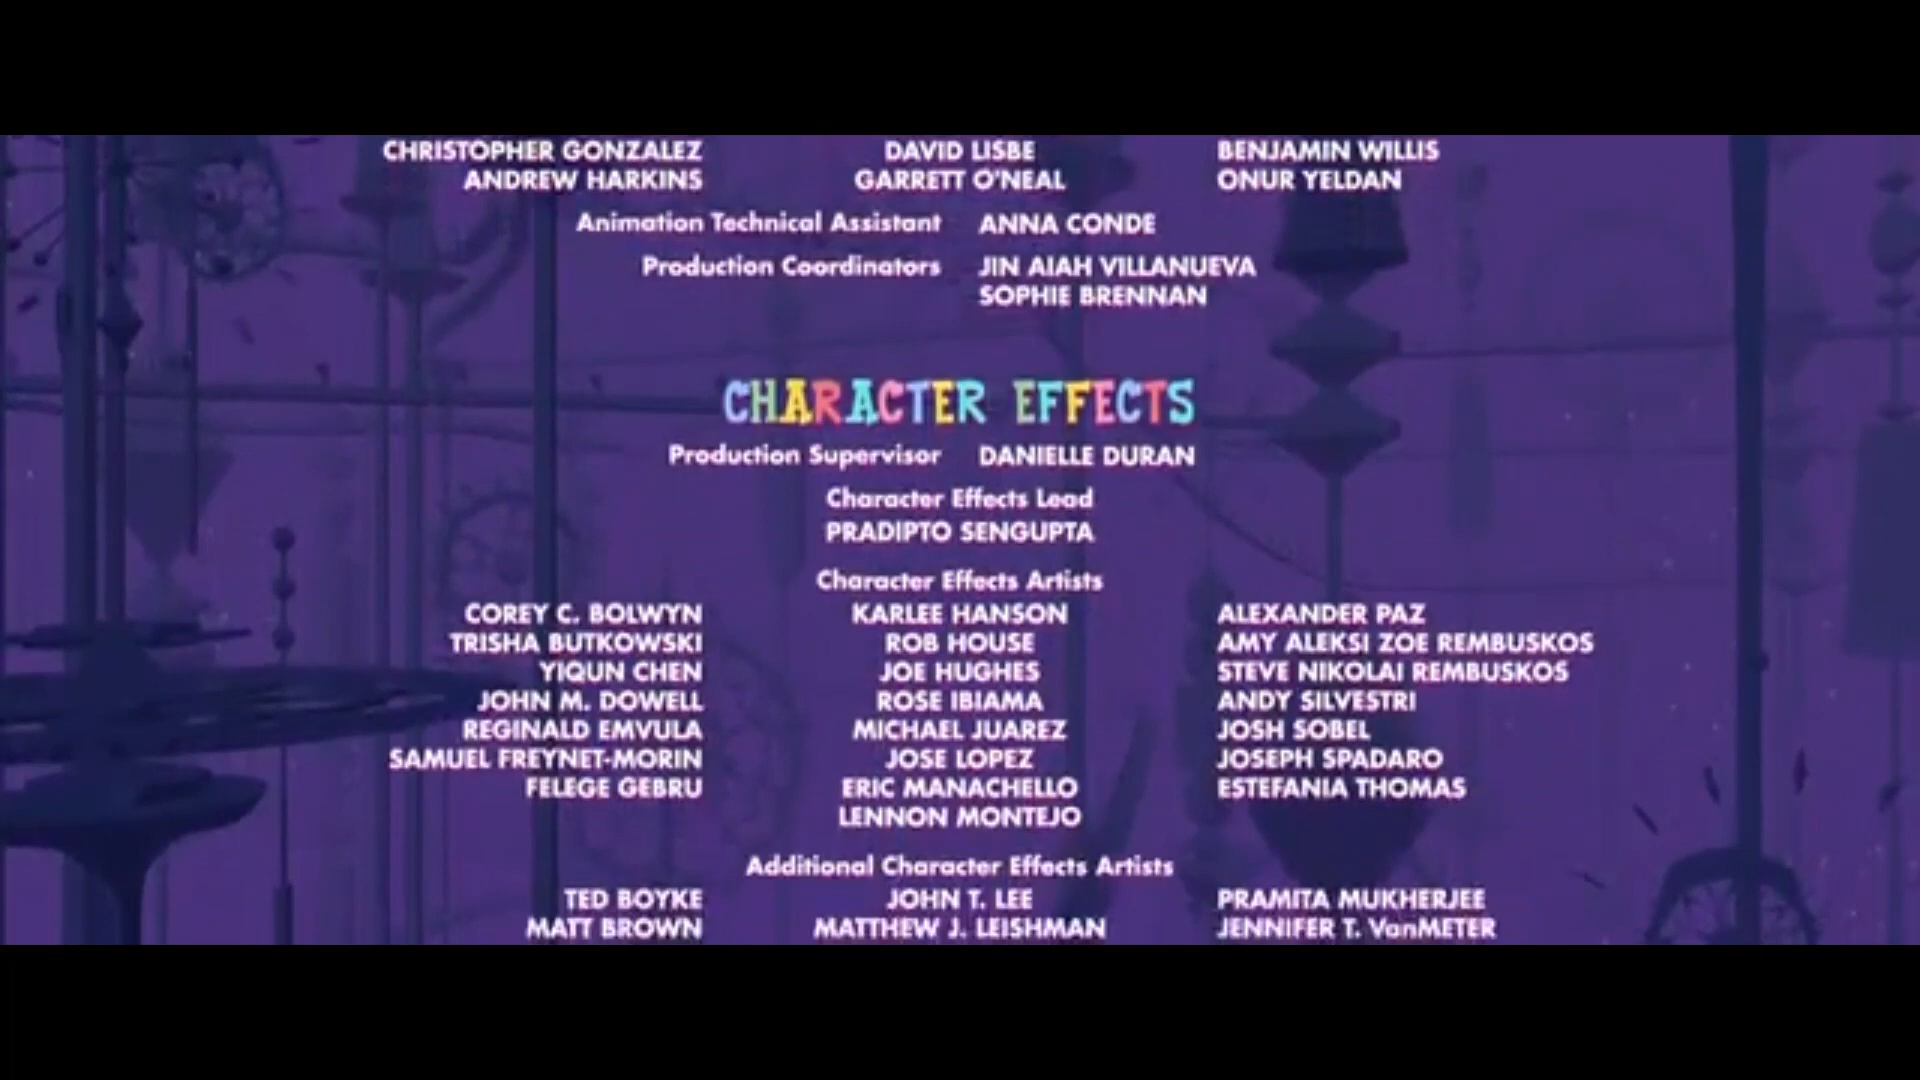 CHRISTOPHER GONZALEZ DAVID LISBE BENJAMIN WILLIS
ANDREW HARKINS GARRETT O'NEAL ONUR YELDAN
Animation Technical Assistant ANNA CONDE
Production Coordinators JIN AIAH VILLANUEVA
SOPHIE BRENNAN
CHARACTER EFFECTS
Production Supervisor DANIELLE DURAN
Character Effects Lead
PRADIPTO SENGUPTA
Character Effects Artists
COREY C. BOLWYN KARLEE HANSON ALEXANDER PAZ
TRISHA BUTKOWSKI ROB HOUSE AMY ALEKSI ZOE REMBUSKOS
YIQUN CHEN JOE HUGHES STEVE NIKOLAI REMBUSKOS
JOHN M. DOWELL ROSE IBIAMA ANDY SILVESTRI
REGINALD EMVULA MICHAEL JUAREZ JOSH SOBEL
SAMUEL FREYNET-MORIN JOSE LOPEZ JOSEPH SPADARO
FELEGE GEBRU ERIC MANACHELLO ESTEFANIA THOMAS
LENNON MONTEJO
Additional Character Effects Artists
TED BOYKE JOHN T. LEE PRAMITA MUKHERJEE
MATT BROWN MATTHEW J. LEISHMAN JENNIFER T. VanMETER